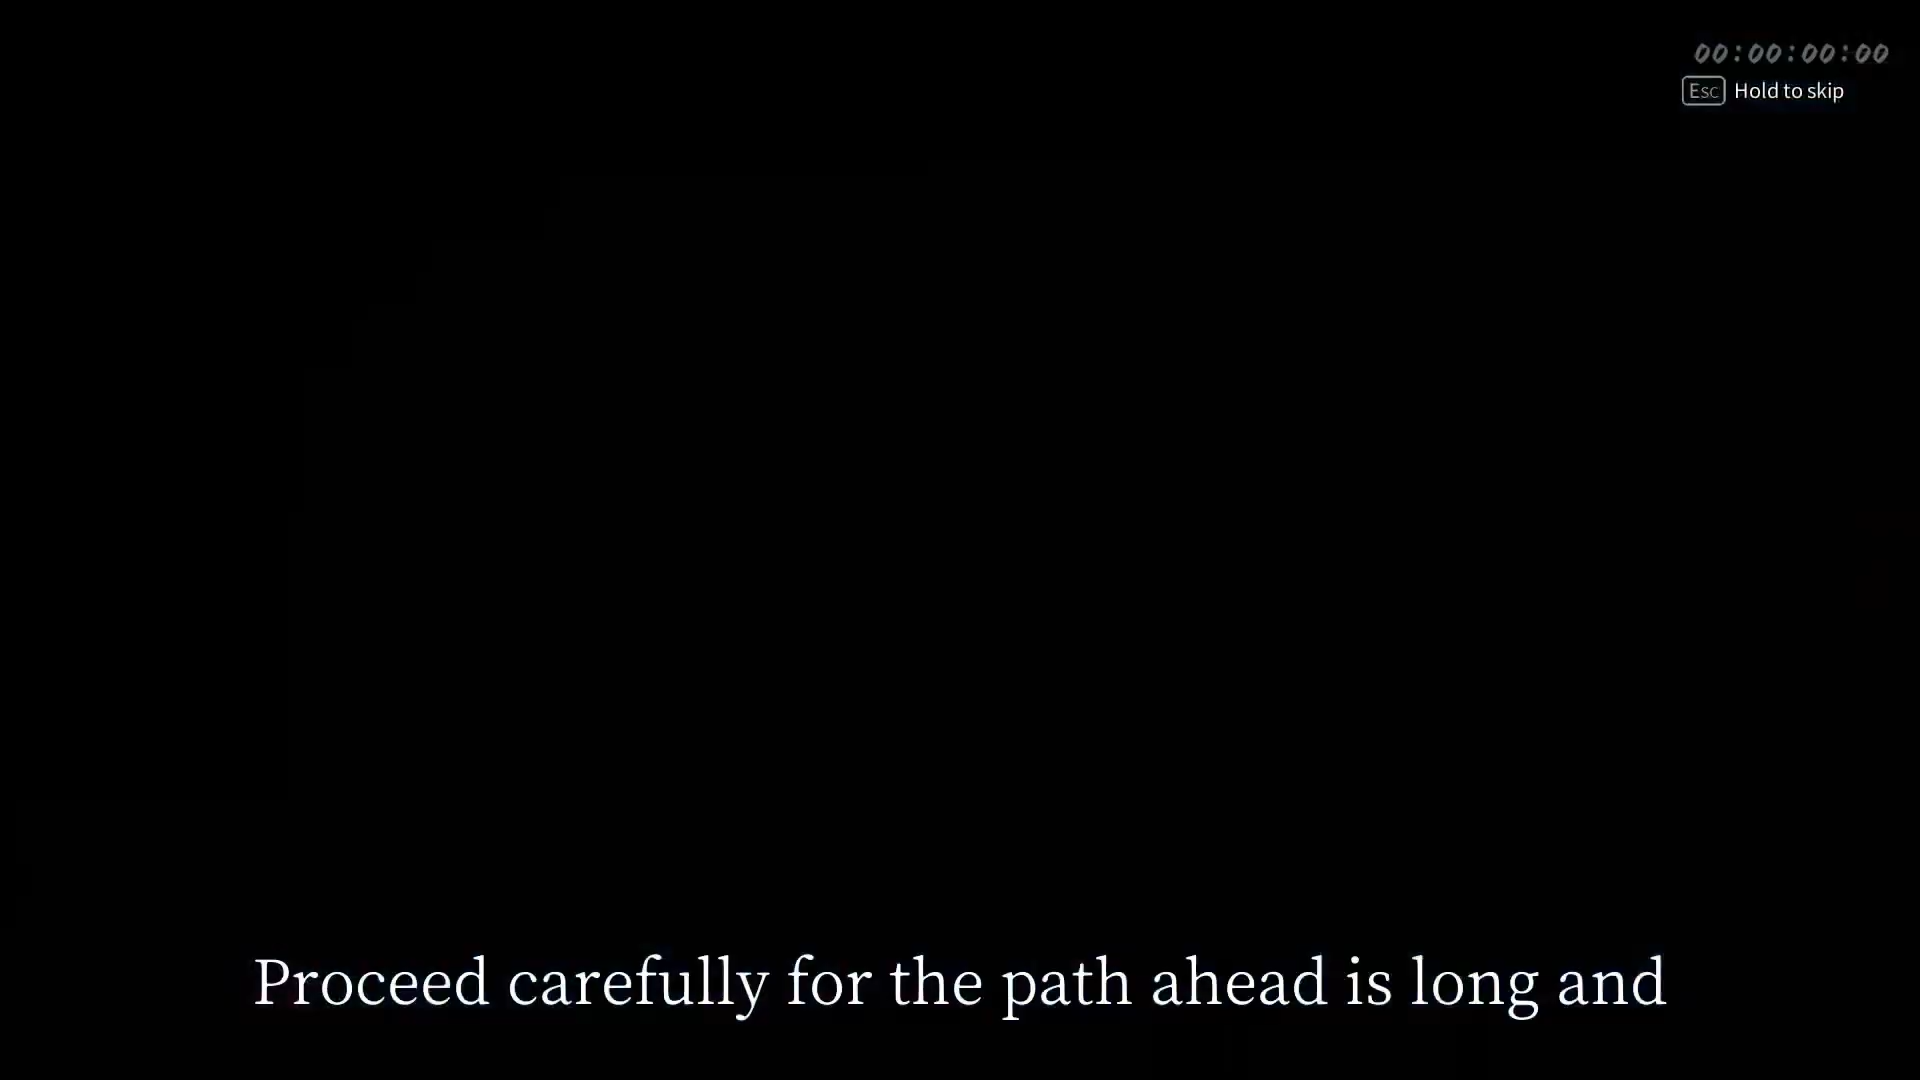 00:00:00:00
Esc Hold to skip
Proceed carefully for the path ahead is long and